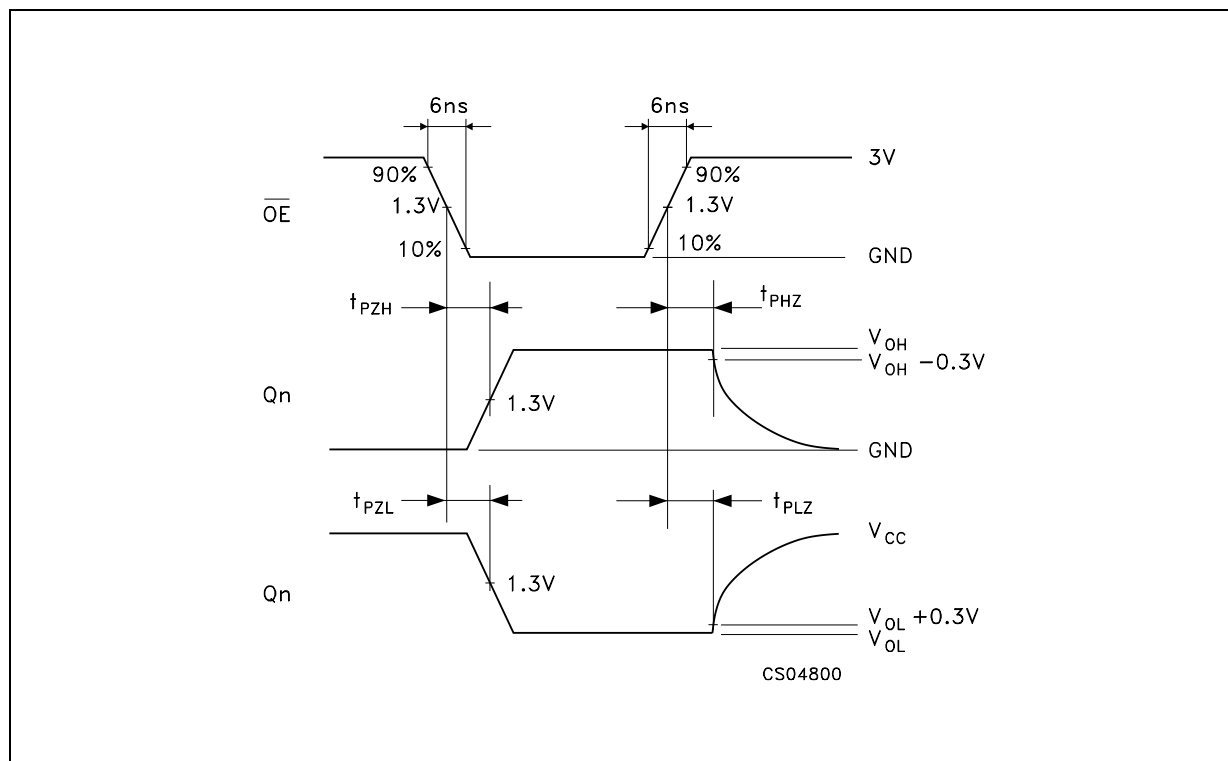 6ns 6ns
3V
90% 90%
OE 1.3V 1.3V
10% 10%
GND
tPZH tPHZ
VOH
VOH −0.3V
Qn 1.3V
GND
tPZL tPLZ
VCC
Qn 1.3V
VOL +0.3V
VOL
CS04800